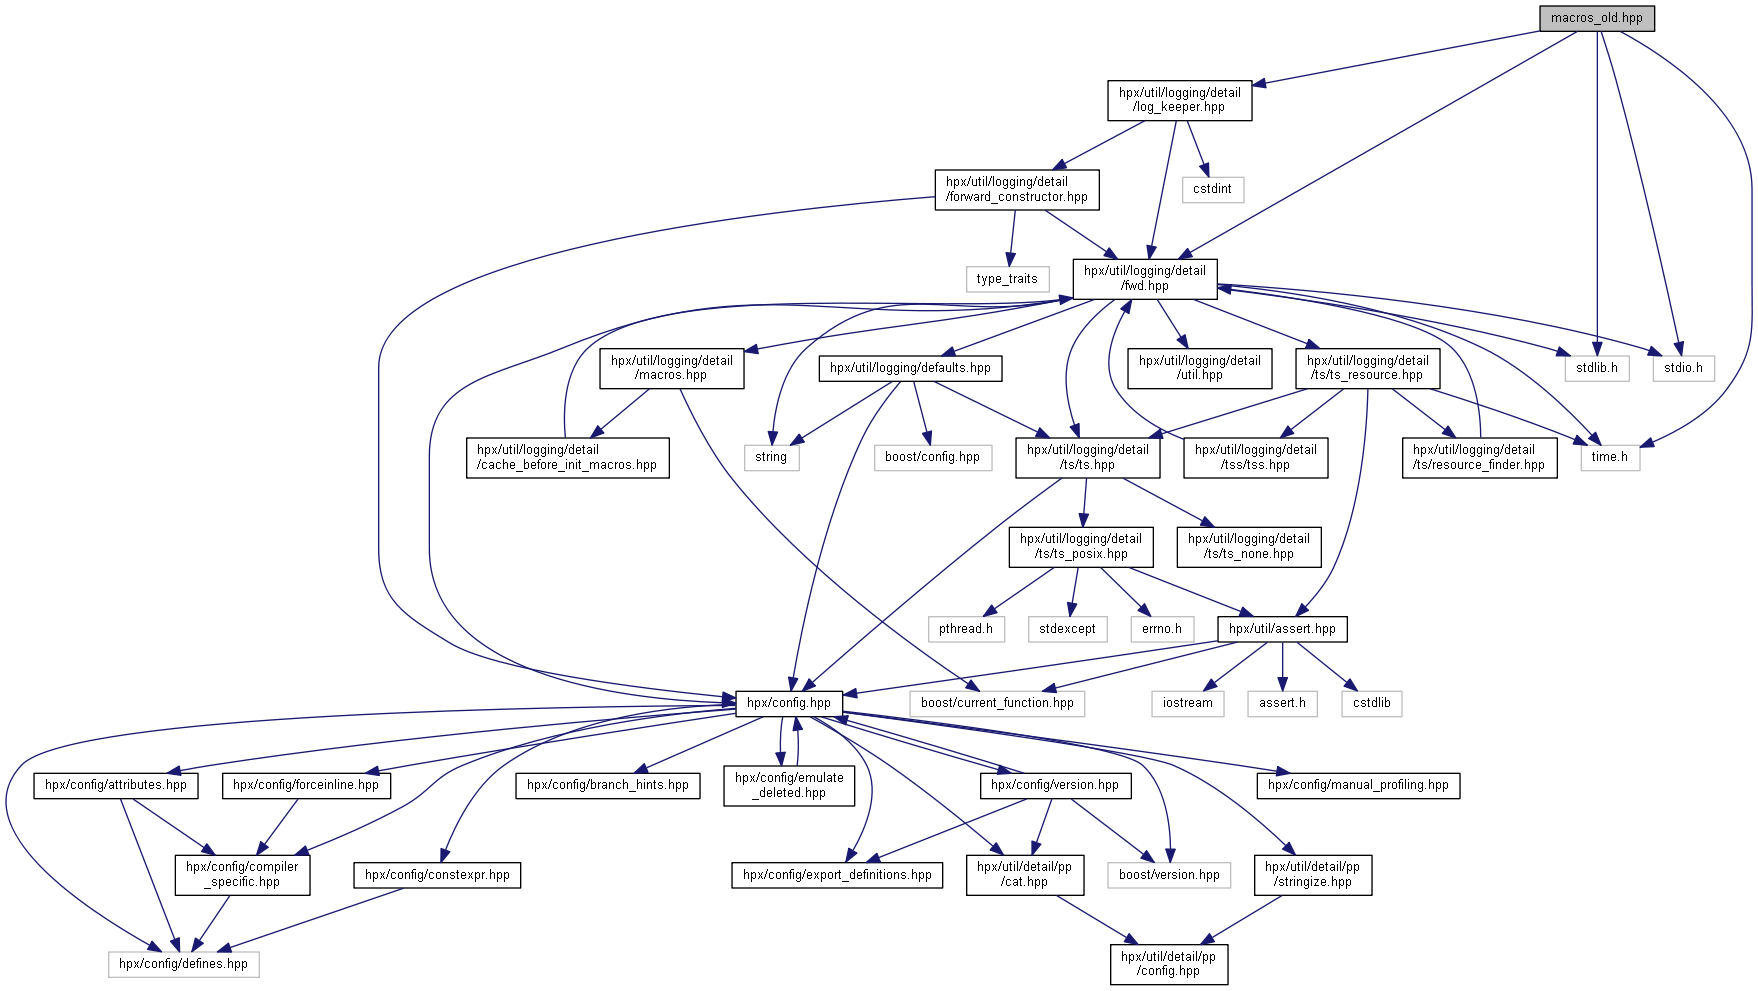 macros_old.hpp
hpx/util/logging/detail
/log_keeper.hpp
hpx/util/logging/detail
/forward_constructor.hpp
cstdint
type_traits
hpx/util/logging/detail
/fwd.hpp
hpx/util/logging/detail
/macros.hpp
hpx/util/logging/defaults.hpp
hpx/util/logging/detail
/util.hpp
hpx/util/logging/detail
/ts/ts_resource.hpp
stdlib.h
stdio.h
hpx/util/logging/detail
/cache_before_init_macros.hpp
string
boost/config.hpp
hpx/util/logging/detail
/ts/ts.hpp
hpx/util/logging/detail
/tss/tss.hpp
hpx/util/logging/detail
/ts/resource_finder.hpp
time.h
hpx/util/logging/detail
/ts/ts_posix.hpp
hpx/util/logging/detail
/ts/ts_none.hpp
pthread.h
stdexcept
errno.h
hpx/util/assert.hpp
hpx/config.hpp
boost/current_function.hpp
iostream
assert.h
cstdlib
hpx/config/attributes.hpp
hpx/config/forceinline.hpp
hpx/config/branch_hints.hpp
hpx/config/emulate
_deleted.hpp
hpx/config/version.hpp
hpx/config/manual_profiling.hpp
hpx/config/compiler
_specific.hpp
hpx/config/constexpr.hpp
hpx/config/export_definitions.hpp
hpx/util/detail/pp
/cat.hpp
boost/version.hpp
hpx/util/detail/pp
/stringize.hpp
hpx/config/defines.hpp
hpx/util/detail/pp
/config.hpp